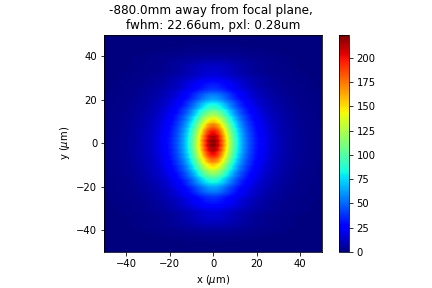 -880.0mm away from focal plane,
fwhm: 22.66um, pxl: 0.28um
40
20
0
−20
−40
y (μm)
−40 −20 0 20 40
x (μm)
200
175
150
125
100
75
50
25
0